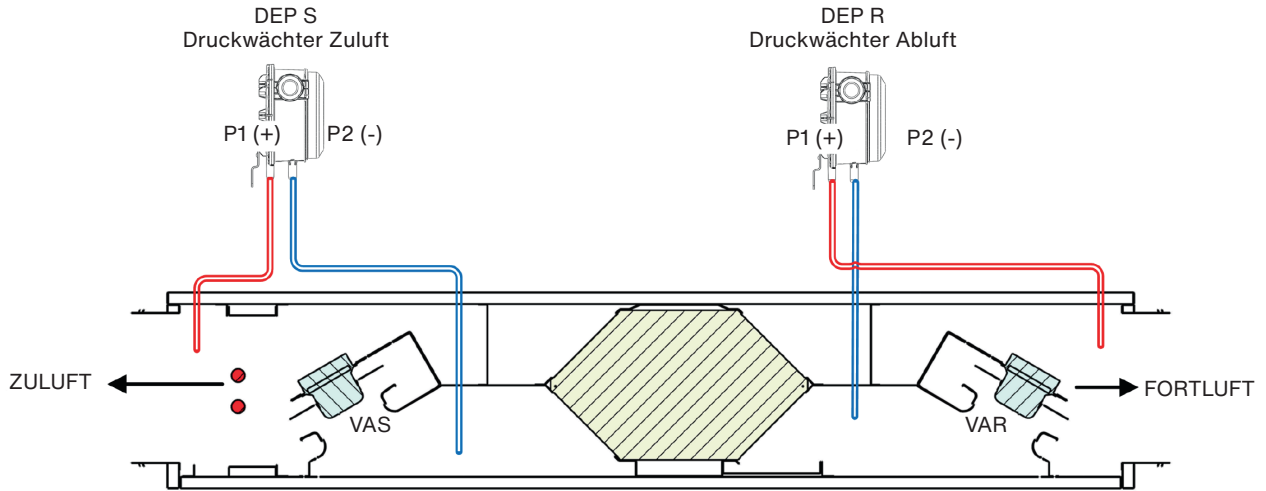 DEP S
Druckwächter Zuluft
DEP R
Druckwächter Abluft
P1 (+)
P2 (-)
P1 (+)
P2 (-)
ZULUFT
VAS
VAR
FORTLUFT